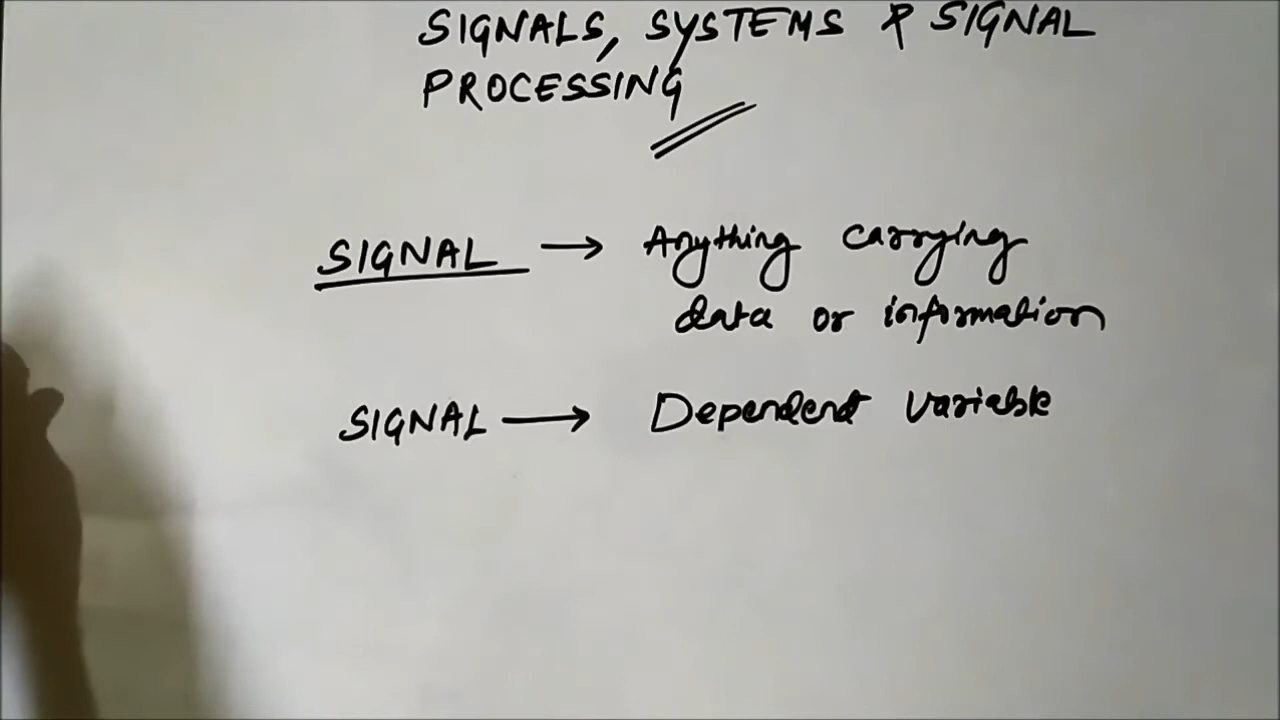 SIGNALS, SYSTEMS & SIGNAL
PROCESSING
SIGNAL → Anything carrying
data or information
SIGNAL → Dependent variable